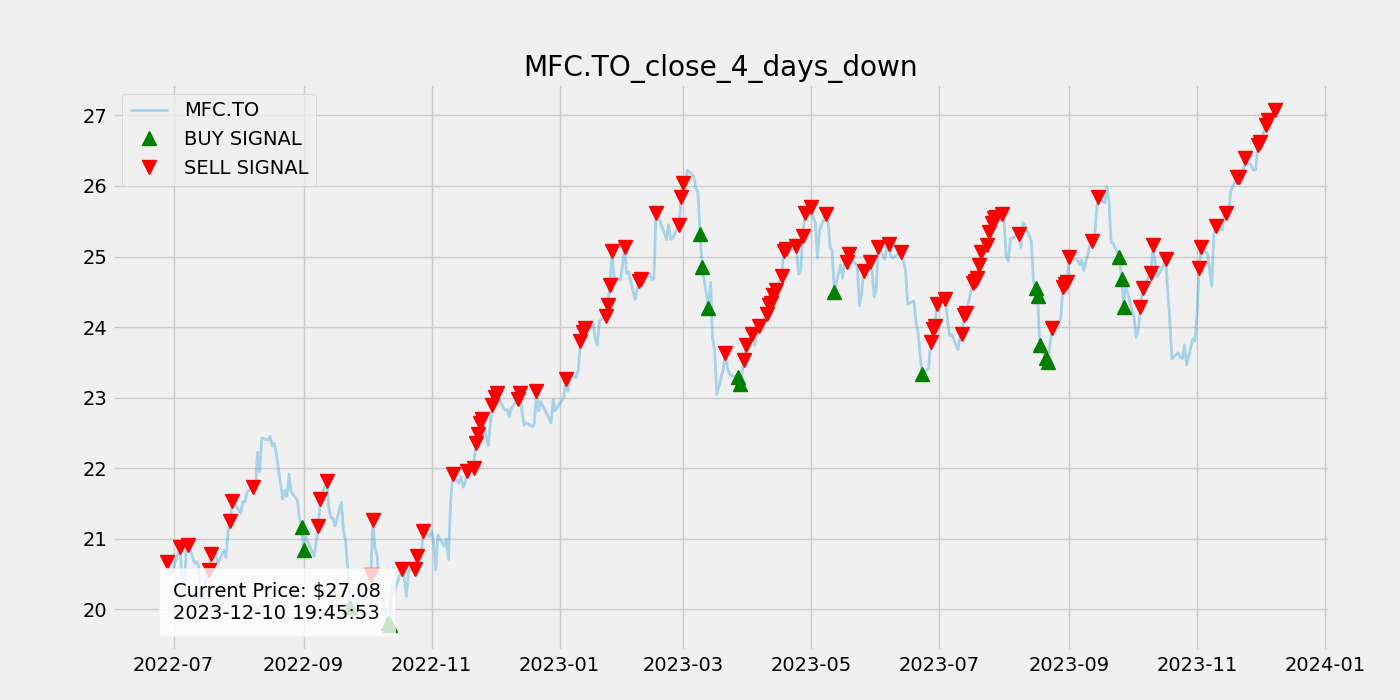 MFC.TO_close_4_days_down
MFC.TO
BUY SIGNAL
SELL SIGNAL
27
26
25
24
23
22
21
20
Current Price: $27.08
2023-12-10 19:45:53
2022-07 2022-09 2022-11 2023-01 2023-03 2023-05 2023-07 2023-09 2023-11 2024-01